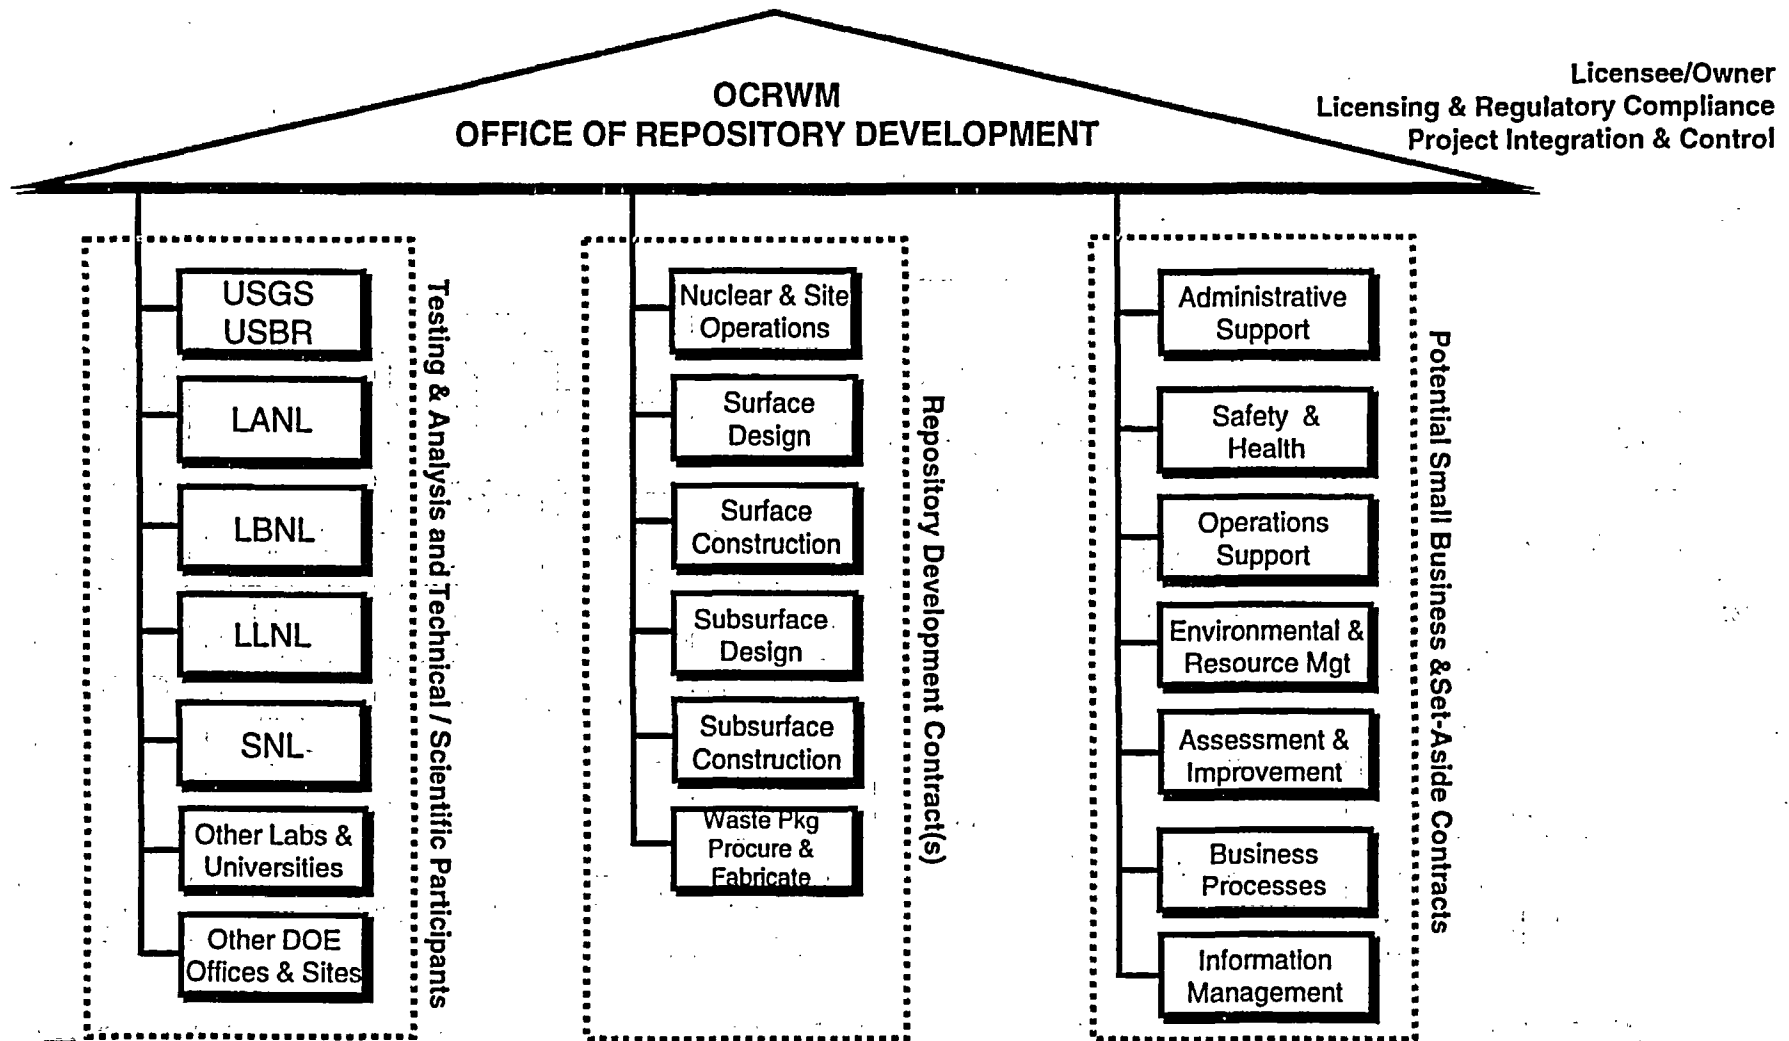 OCRWM
OFFICE OF REPOSITORY DEVELOPMENT
Licensee/Owner
Licensing & Regulatory Compliance
Project Integration & Control
USGS
USBR
LANL
LBNL
LLNL
SNL
Other Labs &
Universities
Other DOE
Offices & Sites
Testing & Analysis and Technical / Scientific Participants
Nuclear & Site
Operations
Surface
Design
Surface
Construction
Subsurface
Design
Subsurface
Construction
Waste Pkg
Procure &
Fabricate
Repository Development Contract(s)
Administrative
Support
Safety &
Health
Operations
Support
Environmental &
Resource Mgt
Assessment &
Improvement
Business
Processes
Information
Management
Potential Small Business &Set-Aside Contracts